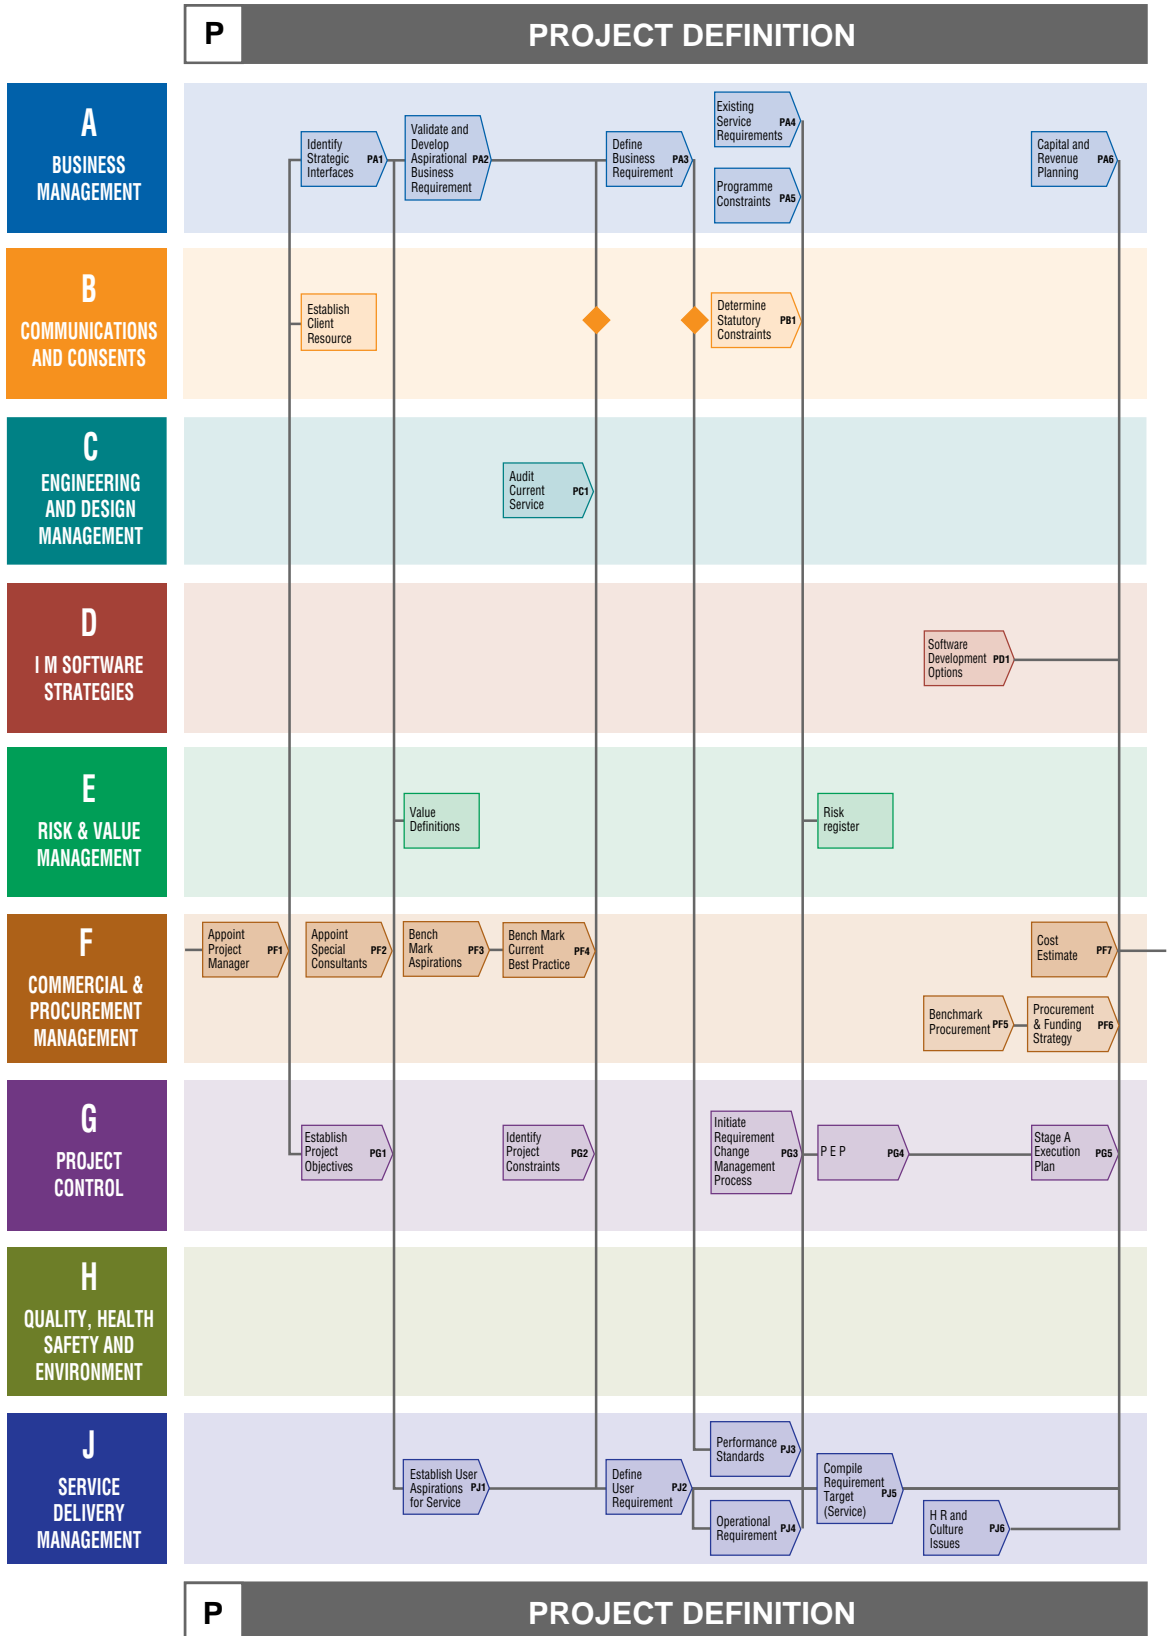 P
PROJECT DEFINITION
A
BUSINESS
MANAGEMENT
Identify
Strategic
Interfaces
PA1
Validate and
Develop
Aspirational
Business
Requirement
PA2
Define
Business
Requirement
PA3
Existing
Service
Requirements
PA4
Programme
Constraints
PA5
Capital and
Revenue
Planning
PA6
B
COMMUNICATIONS
AND CONSENTS
Establish
Client
Resource
Determine
Statutory
Constraints
PB1
C
ENGINEERING
AND DESIGN
MANAGEMENT
Audit
Current
Service
PC1
D
I M SOFTWARE
STRATEGIES
Software
Development
Options
PD1
E
RISK & VALUE
MANAGEMENT
Value
Definitions
Risk
register
F
COMMERCIAL &
PROCUREMENT
MANAGEMENT
Appoint
Project
Manager
PF1
Appoint
Special
Consultants
PF2
Bench
Mark
Aspirations
PF3
Bench Mark
Current
Best Practice
PF4
Cost
Estimate
PF7
Benchmark
Procurement
PF5
Procurement
& Funding
Strategy
PF6
G
PROJECT
CONTROL
Establish
Project
Objectives
PG1
Identify
Project
Constraints
PG2
Initiate
Requirement
Change
Management
Process
PG3
P E P
PG4
Stage A
Execution
Plan
PG5
H
QUALITY, HEALTH
SAFETY AND
ENVIRONMENT
J
SERVICE
DELIVERY
MANAGEMENT
Establish User
Aspirations
for Service
PJ1
Define
User
Requirement
PJ2
Performance
Standards
PJ3
Operational
Requirement
PJ4
Compile
Requirement
Target
(Service)
PJ5
H R and
Culture
Issues
PJ6
P
PROJECT DEFINITION